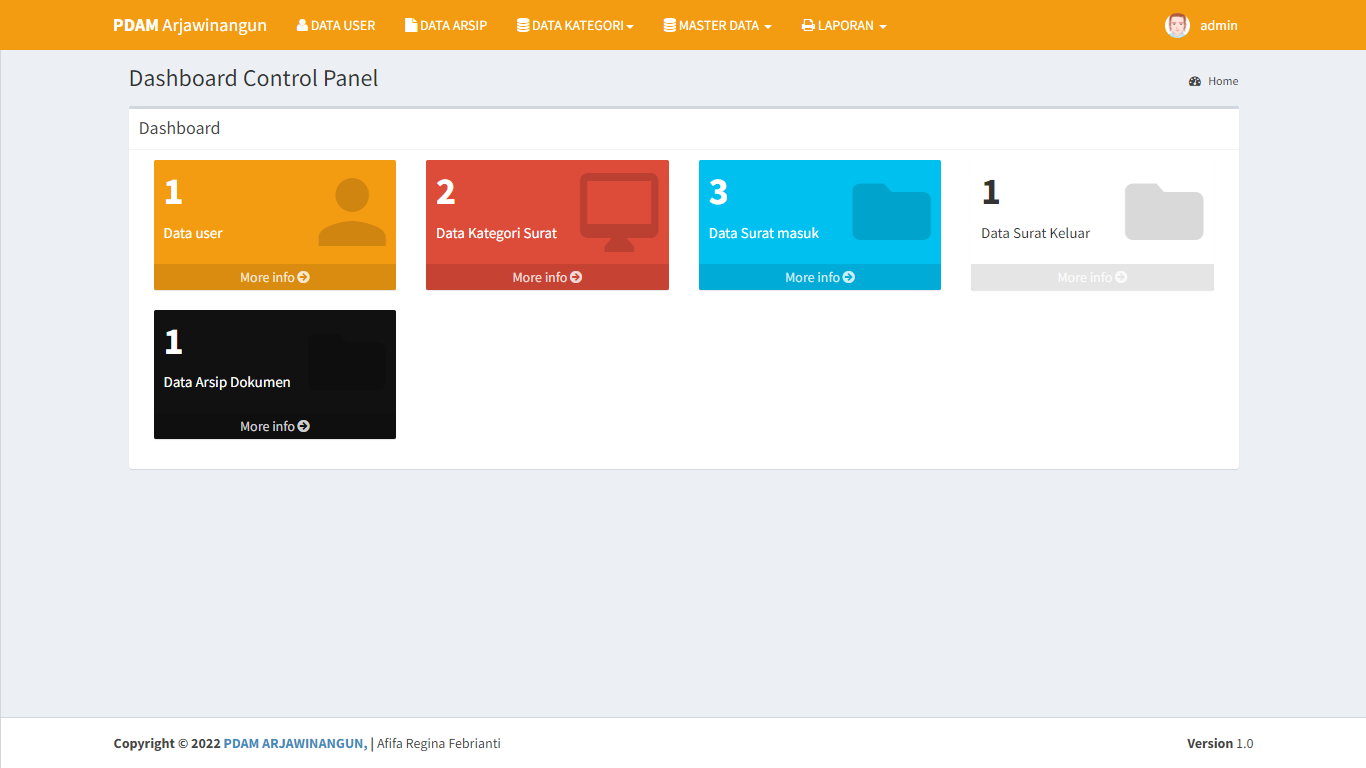 PDAM Arjawinangun DATA USER DATA ARSIP DATA KATEGORI MASTER DATA LAPORAN admin
Dashboard Control Panel Home
Dashboard
1
Data user
More info
2
Data Kategori Surat
More info
3
Data Surat masuk
More info
1
Data Surat Keluar
More info
1
Data Arsip Dokumen
More info
Copyright © 2022 PDAM ARJAWINANGUN, | Afifa Regina Febrianti Version 1.0